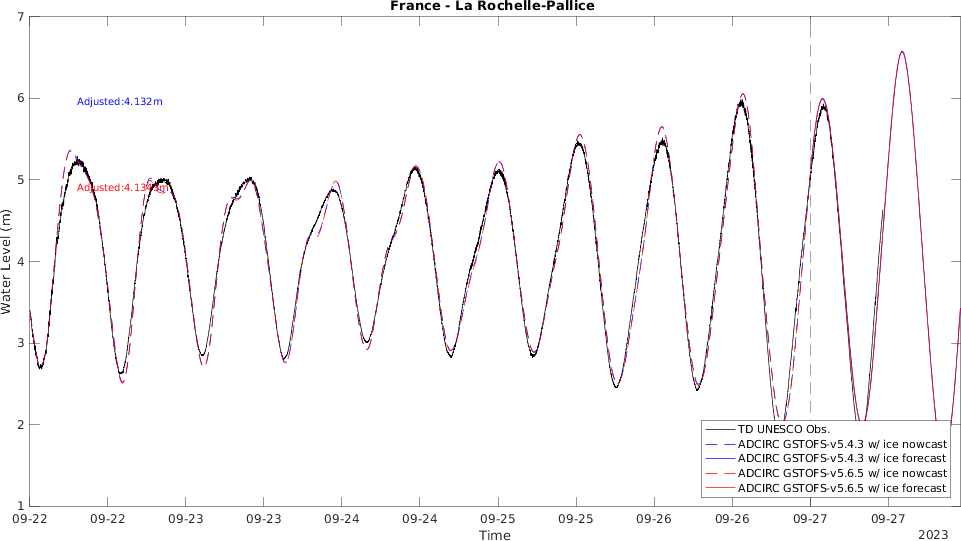 France - La Rochelle-Pallice
7
6
5
4
3
2
1
Water Level (m)
Adjusted:4.132m
TD UNESCO Obs.
ADCIRC GSTOFS-v5.4.3 w/ ice nowcast
ADCIRC GSTOFS-v5.4.3 w/ ice forecast
ADCIRC GSTOFS-v5.6.5 w/ ice nowcast
ADCIRC GSTOFS-v5.6.5 w/ ice forecast
09-22 09-22 09-23 09-23 09-24 09-24 09-25 09-25 09-26 09-26 09-27 09-27
Time
2023